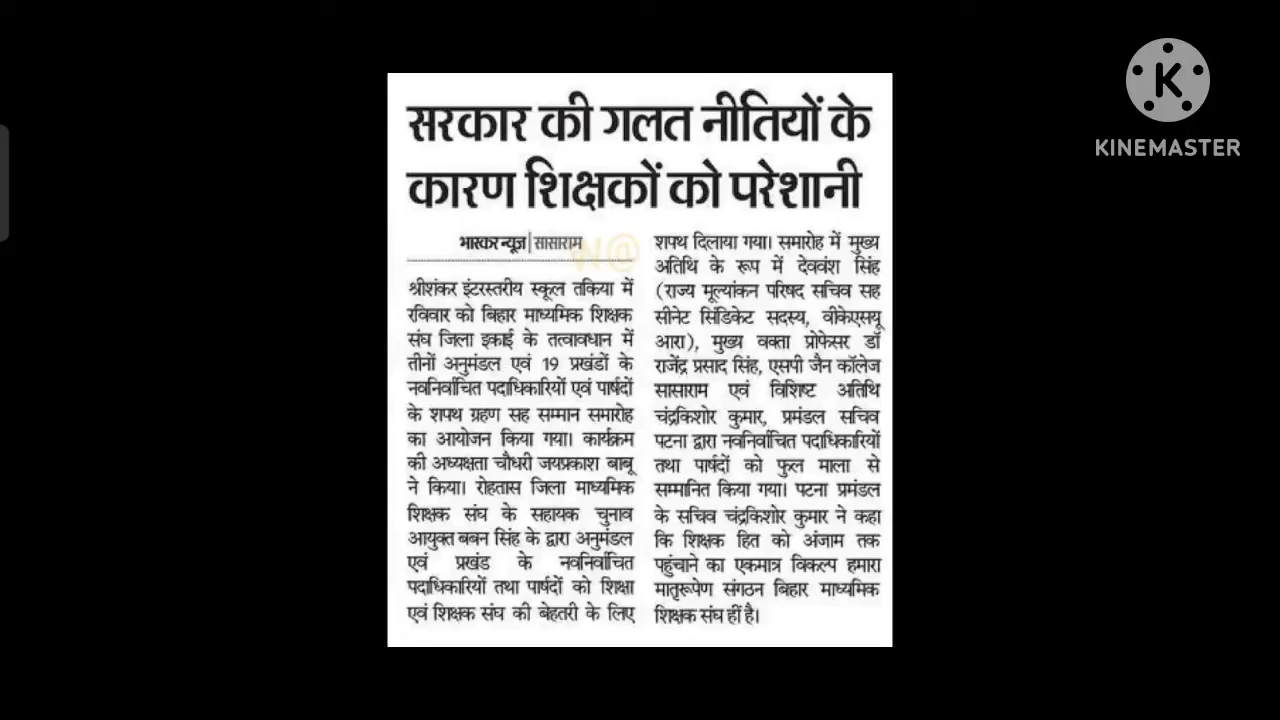 सरकार की गलत नीतियों के
कारण शिक्षकों को परेशानी
भास्कर न्यूज़|सासाराम
श्रीशंकर इंटरस्तरीय स्कूल तकिया में
रविवार को बिहार माध्यमिक शिक्षक
संघ जिला इकाई के तत्वावधान में
तीनों अनुमंडल एवं 19 प्रखंडों के
नवनिर्वाचित पदाधिकारियों एवं पार्षदों
के शपथ ग्रहण सह सम्मान समारोह
का आयोजन किया गया। कार्यक्रम
की अध्यक्षता चौधरी जयप्रकाश बाबू
ने किया। रोहतास जिला माध्यमिक
शिक्षक संघ के सहायक चुनाव
आयुक्त बबन सिंह के द्वारा अनुमंडल
एवं प्रखंड के नवनिर्वाचित
पदाधिकारियों तथा पार्षदों को शिक्षा
एवं शिक्षक संघ की बेहतरी के लिए
शपथ दिलाया गया। समारोह में मुख्य
अतिथि के रूप में देववंश सिंह
(राज्य मूल्यांकन परिषद सचिव सह
सीनेट सिंडिकेट सदस्य, वीकेएसयू
आरा), मुख्य वक्ता प्रोफेसर डॉ
राजेंद्र प्रसाद सिंह, एसपी जैन कॉलेज
सासाराम एवं विशिष्ट अतिथि
चंद्रकिशोर कुमार, प्रमंडल सचिव
पटना द्वारा नवनिर्वाचित पदाधिकारियों
तथा पार्षदों को फुल माला से
सम्मानित किया गया। पटना प्रमंडल
के सचिव चंद्रकिशोर कुमार ने कहा
कि शिक्षक हित को अंजाम तक
पहुंचाने का एकमात्र विकल्प हमारा
मातृरूपेण संगठन बिहार माध्यमिक
शिक्षक संघ हीं है।
W@
KINEMASTER